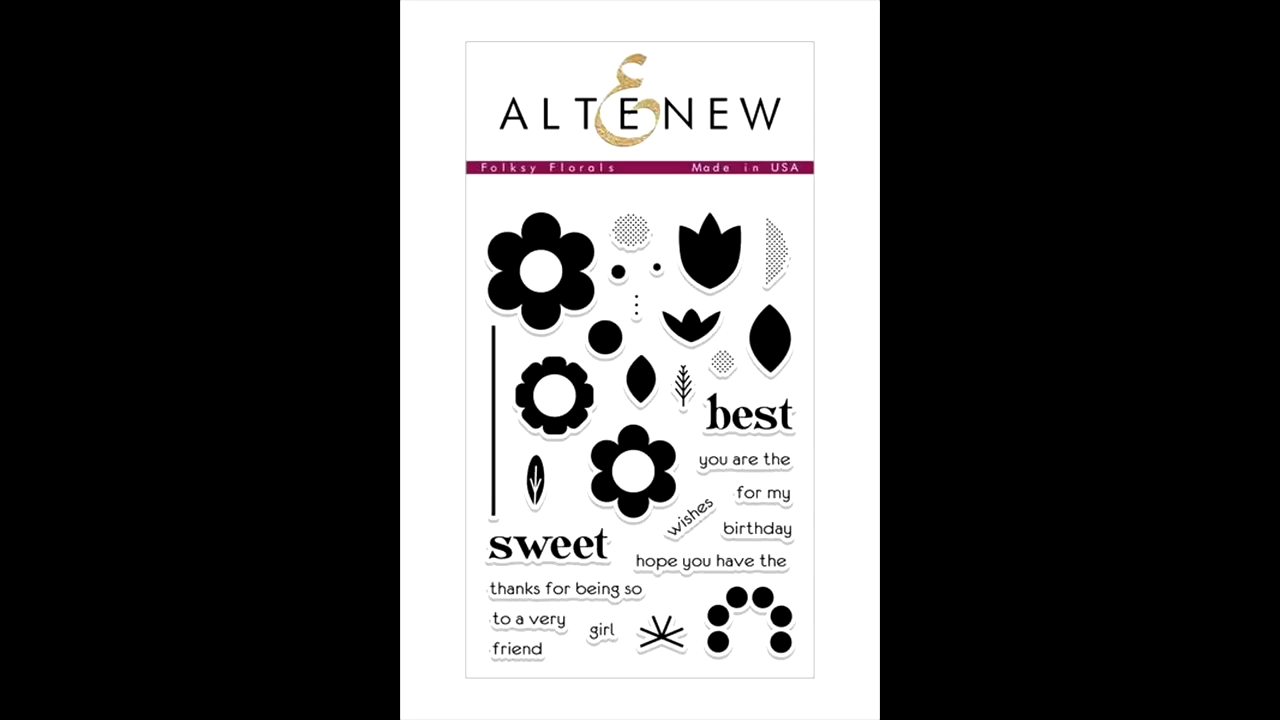 ALTENEW
Folksy Florals Made in USA
best
you are the
for my
wishes
birthday
sweet
hope you have the
thanks for being so
to a very
girl
friend